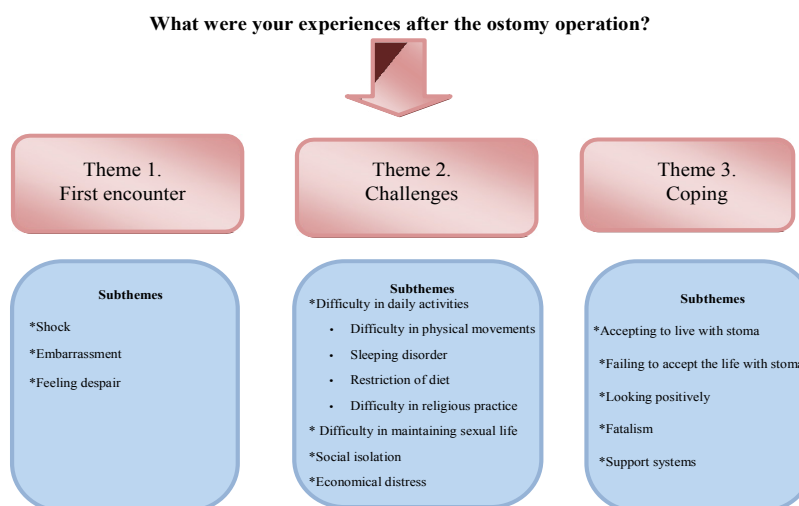 What were your experiences after the ostomy operation?
Theme 1.
First encounter
Theme 2.
Challenges
Theme 3.
Coping
Subthemes
*Shock
*Embarrassment
*Feeling despair
Subthemes
*Difficulty in daily activities
• Difficulty in physical movements
• Sleeping disorder
• Restriction of diet
• Difficulty in religious practice
* Difficulty in maintaining sexual life
*Social isolation
*Economical distress
Subthemes
*Accepting to live with stoma
*Failing to accept the life with stoma
*Looking positively
*Fatalism
*Support systems